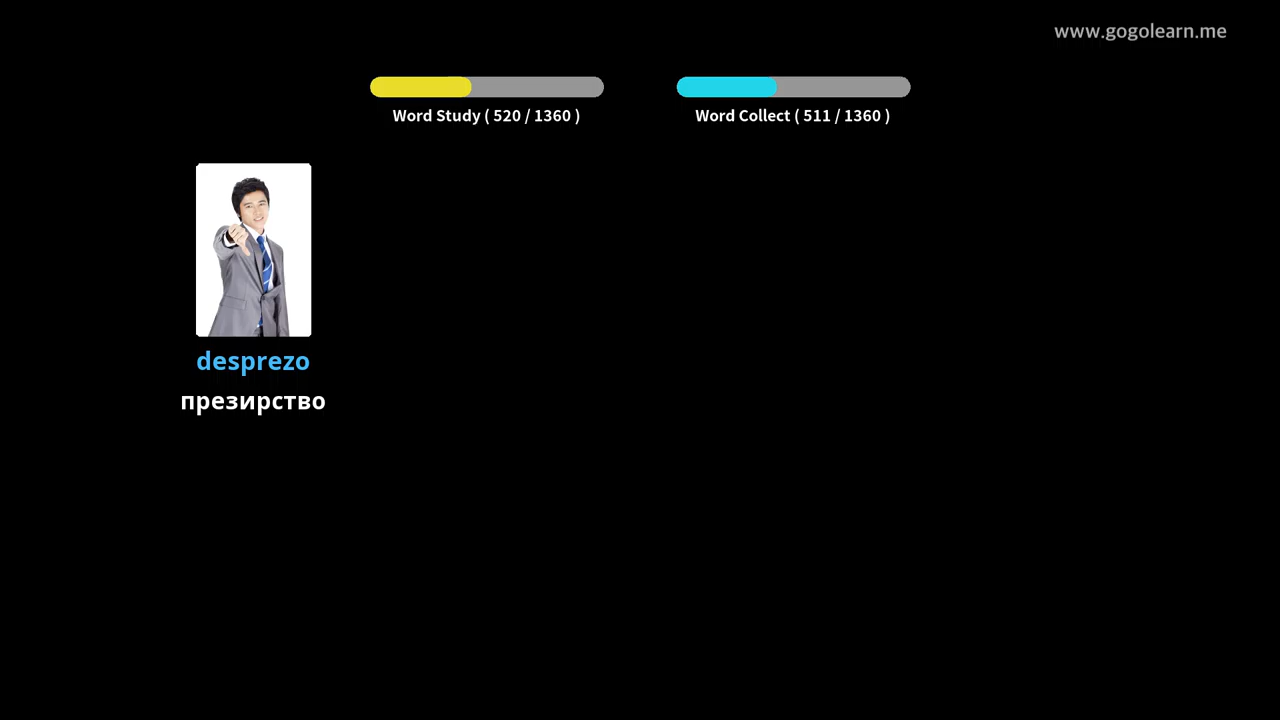 www.gogolearn.me
Word Study ( 520 / 1360 )
Word Collect ( 511 / 1360 )
desprezo
презирство